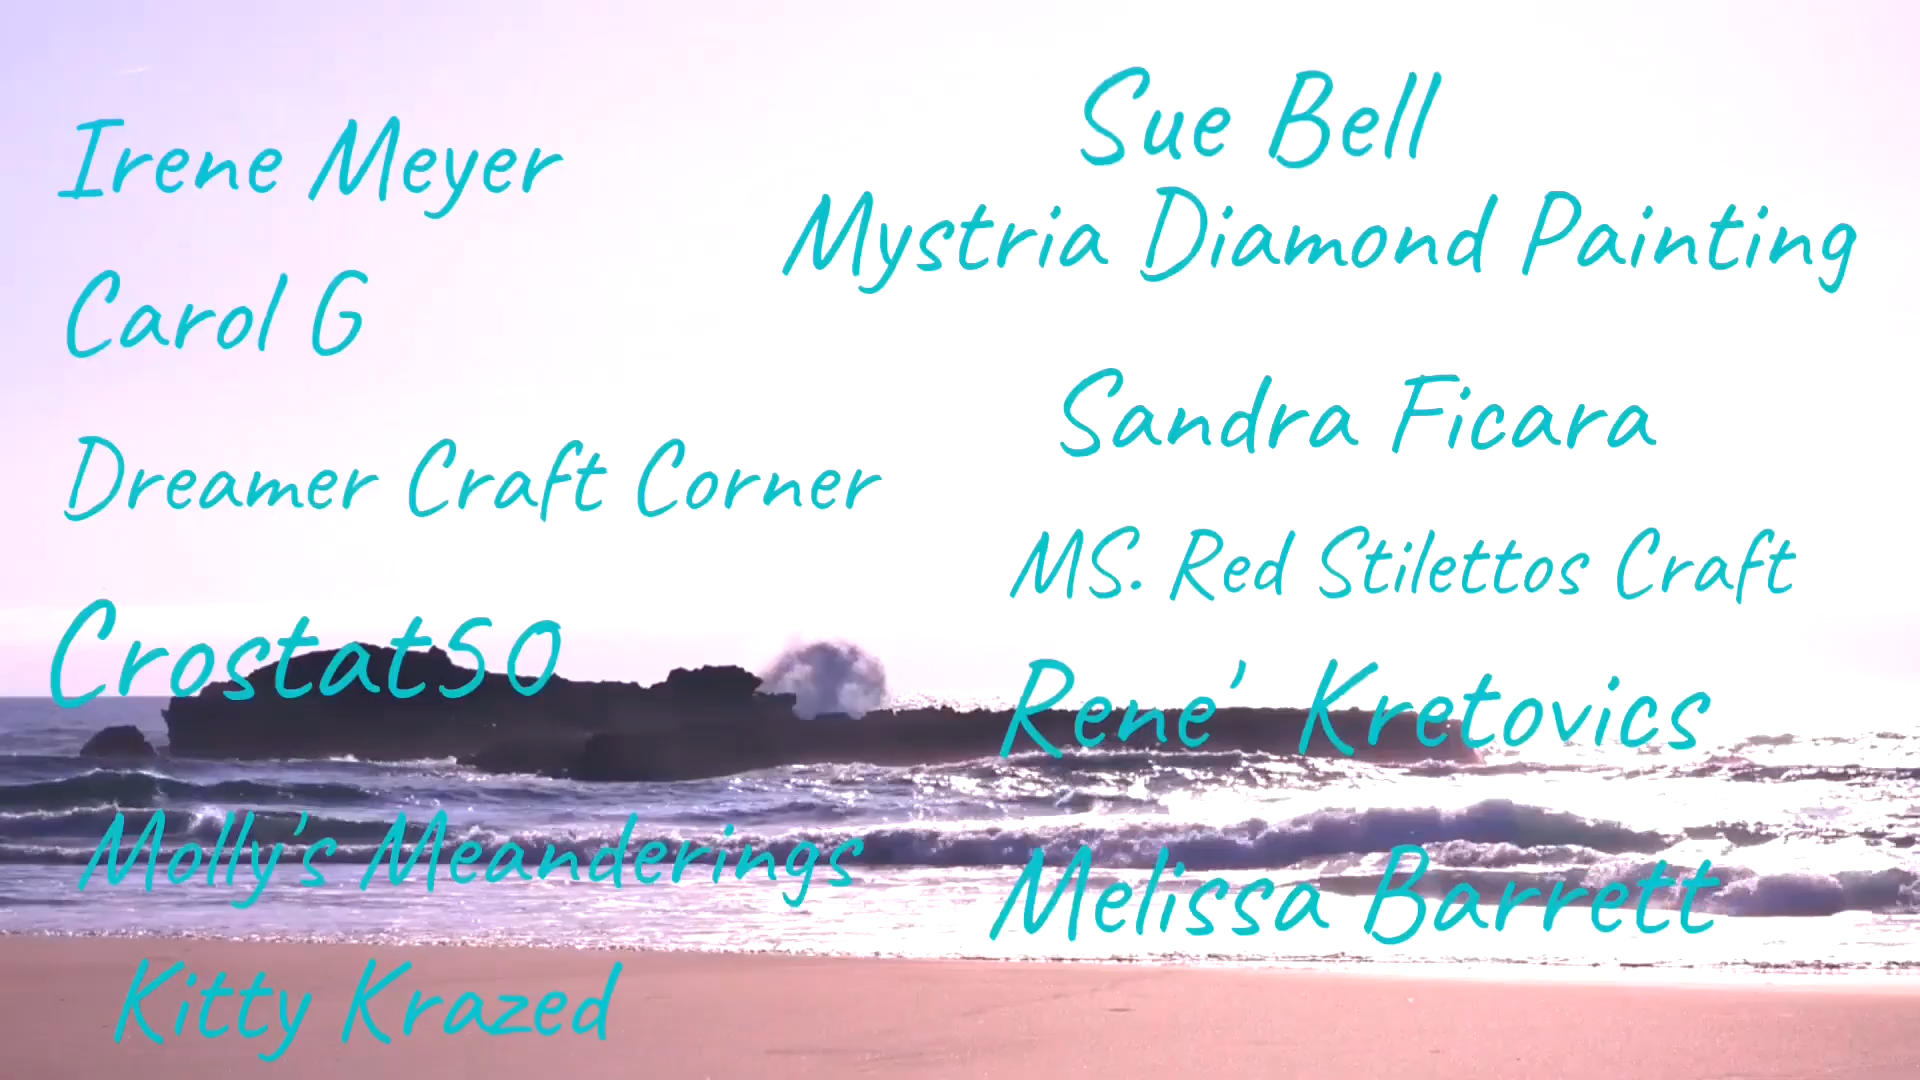 Irene Meyer
Carol G
Dreamer Craft Corner
Crostat50
Molly's Meanderings
Kitty Krazed
Sue Bell
Mystria Diamond Painting
Sandra Ficara
MS. Red Stilettos Craft
Rene' Kretovics
Melissa Barrett